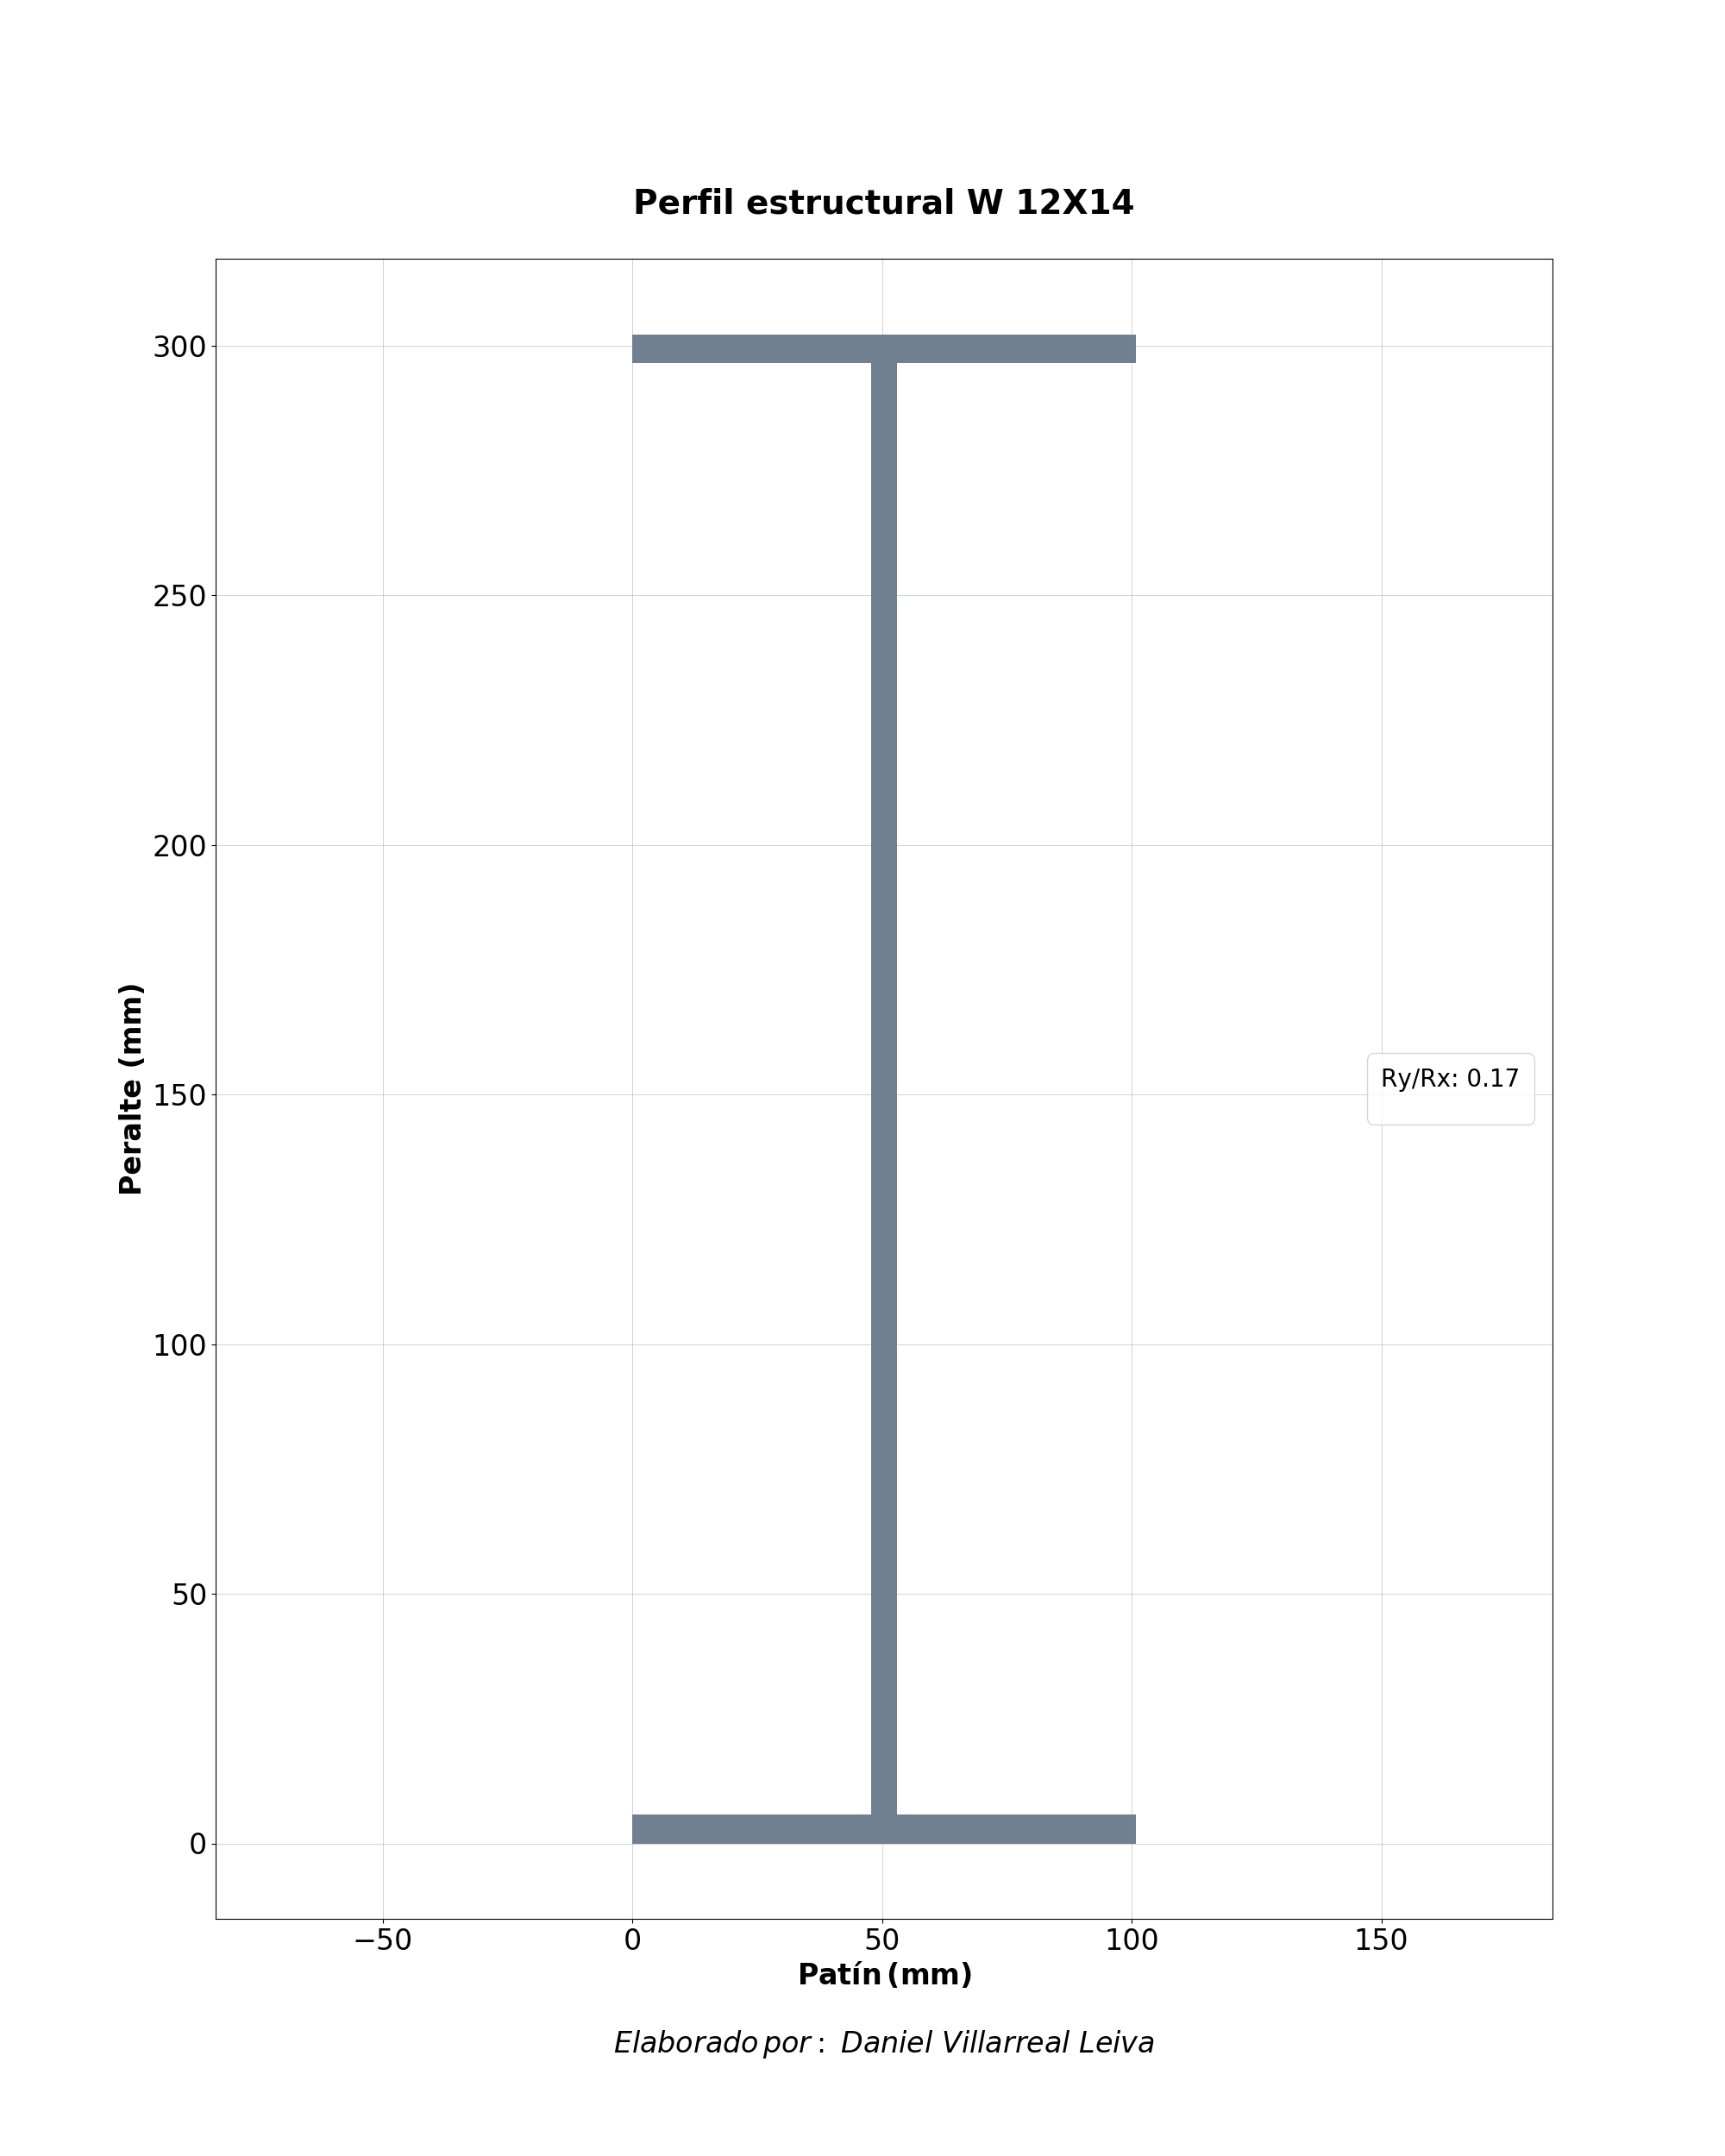 Perfil estructural W 12X14
300
250
200
150
100
50
0
Peralte (mm)
Ry/Rx: 0.17
−50 0 50 100 150
Patín (mm)
Elaborado por: Daniel Villarreal Leiva